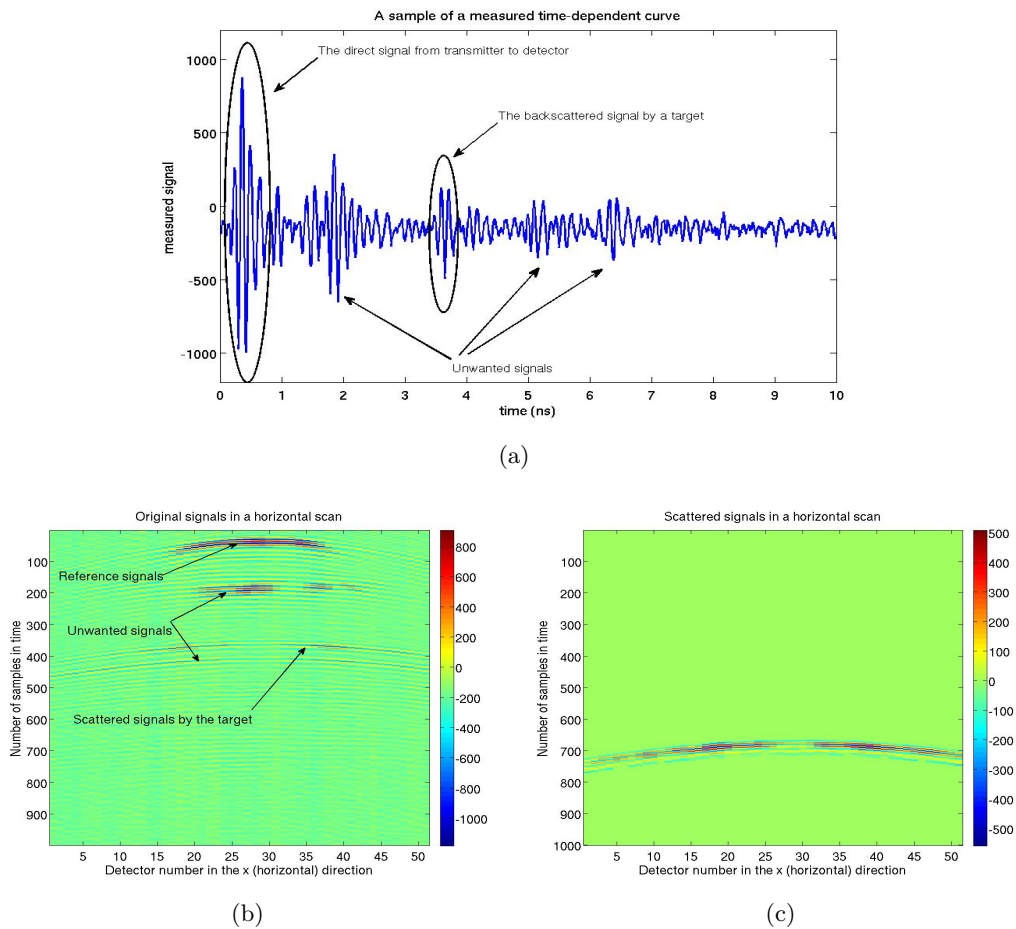 A sample of a measured time-dependent curve
The direct signal from transmitter to detector
The backscattered signal by a target
Unwanted signals
measured signal
1000
500
0
-500
-1000
0 1 2 3 4 5 6 7 8 9 10
time (ns)
(a)
Original signals in a horizontal scan
Reference signals
Unwanted signals
Scattered signals by the target
Number of samples in time
100
200
300
400
500
600
700
800
900
5 10 15 20 25 30 35 40 45 50
Detector number in the x (horizontal) direction
800
600
400
200
0
-200
-400
-600
-800
-1000
(b)
Scattered signals in a horizontal scan
Number of samples in time
100
200
300
400
500
600
700
800
900
1000
5 10 15 20 25 30 35 40 45 50
Detector number in the x (horizontal) direction
500
400
300
200
100
0
-100
-200
-300
-400
-500
(c)